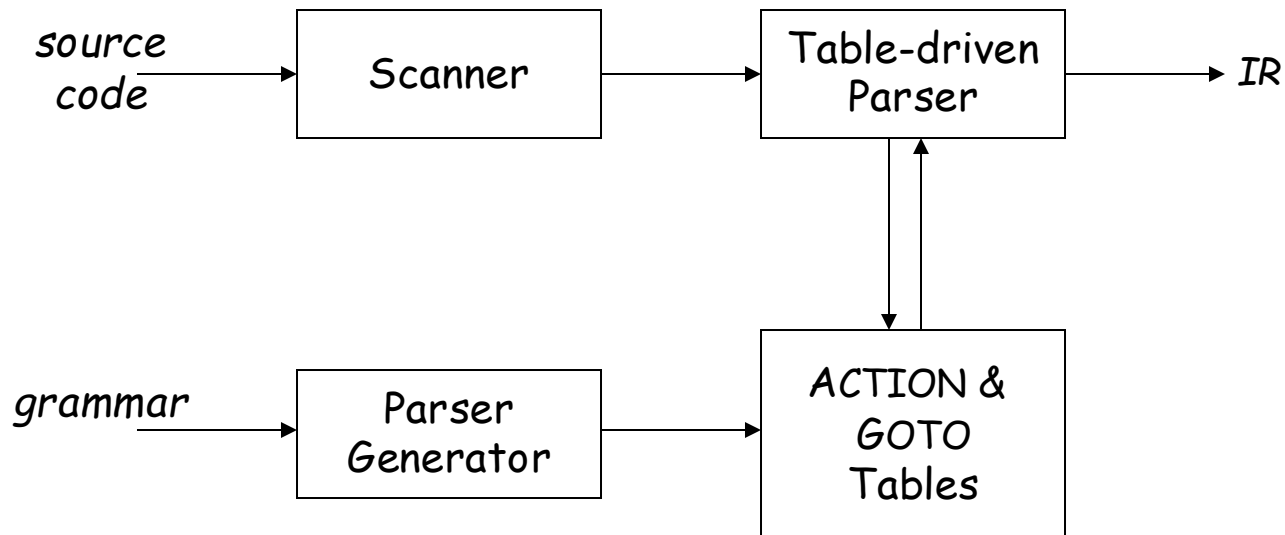 source
code
Scanner
Table-driven
Parser
IR
grammar
Parser
Generator
ACTION &
GOTO
Tables